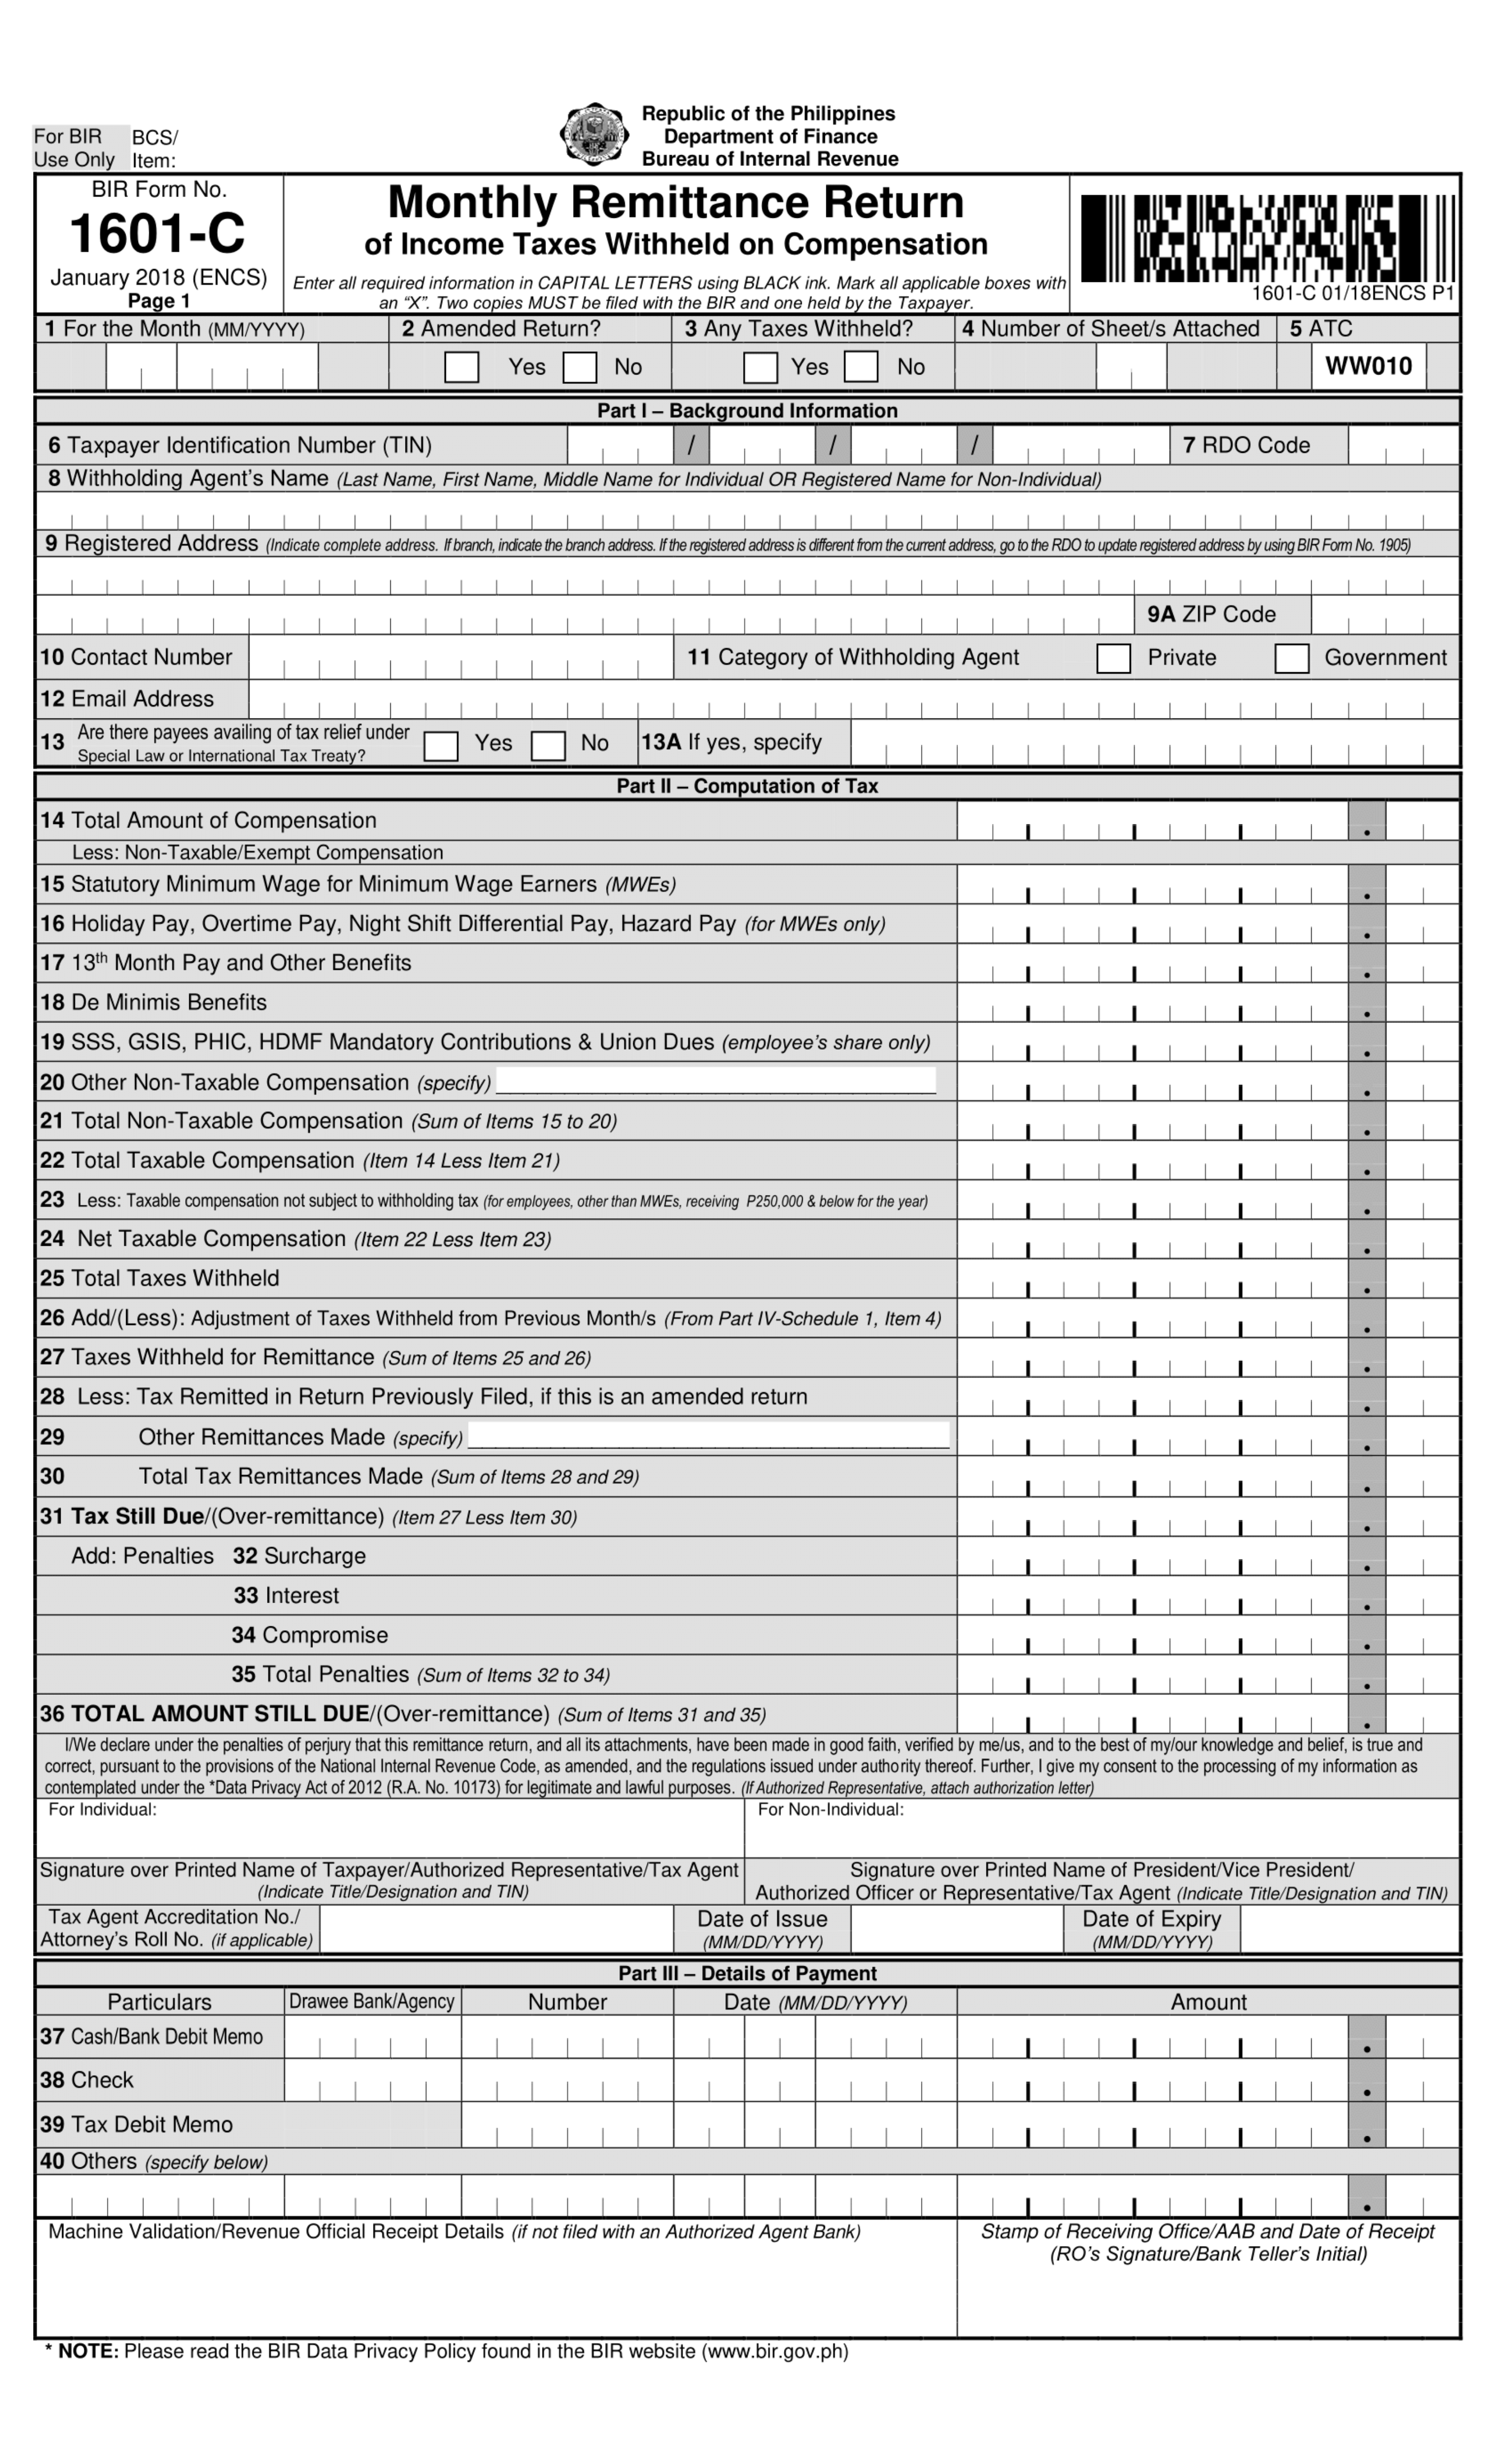 Republic of the Philippines
Department of Finance
Bureau of Internal Revenue
For BIR BCS/
Use Only Item:
BIR Form No.
1601-C
January 2018 (ENCS)
Page 1
Monthly Remittance Return
of Income Taxes Withheld on Compensation
Enter all required information in CAPITAL LETTERS using BLACK ink. Mark all applicable boxes with
an “X”. Two copies MUST be filed with the BIR and one held by the Taxpayer.
1601-C 01/18ENCS P1
1 For the Month (MM/YYYY) 2 Amended Return? 3 Any Taxes Withheld? 4 Number of Sheet/s Attached 5 ATC
Yes No Yes No WW010
Part I – Background Information
6 Taxpayer Identification Number (TIN) / / / 7 RDO Code
8 Withholding Agent’s Name (Last Name, First Name, Middle Name for Individual OR Registered Name for Non-Individual)
9 Registered Address (Indicate complete address. If branch, indicate the branch address. If the registered address is different from the current address, go to the RDO to update registered address by using BIR Form No. 1905)
9A ZIP Code
10 Contact Number 11 Category of Withholding Agent Private Government
12 Email Address
13 Are there payees availing of tax relief under
Special Law or International Tax Treaty? Yes No 13A If yes, specify
Part II – Computation of Tax
14 Total Amount of Compensation .
Less: Non-Taxable/Exempt Compensation
15 Statutory Minimum Wage for Minimum Wage Earners (MWEs) .
16 Holiday Pay, Overtime Pay, Night Shift Differential Pay, Hazard Pay (for MWEs only) .
17 13th Month Pay and Other Benefits .
18 De Minimis Benefits .
19 SSS, GSIS, PHIC, HDMF Mandatory Contributions & Union Dues (employee’s share only) .
20 Other Non-Taxable Compensation (specify) .
21 Total Non-Taxable Compensation (Sum of Items 15 to 20) .
22 Total Taxable Compensation (Item 14 Less Item 21) .
23 Less: Taxable compensation not subject to withholding tax (for employees, other than MWEs, receiving P250,000 & below for the year) .
24 Net Taxable Compensation (Item 22 Less Item 23) .
25 Total Taxes Withheld .
26 Add/(Less): Adjustment of Taxes Withheld from Previous Month/s (From Part IV-Schedule 1, Item 4) .
27 Taxes Withheld for Remittance (Sum of Items 25 and 26) .
28 Less: Tax Remitted in Return Previously Filed, if this is an amended return .
29 Other Remittances Made (specify) .
30 Total Tax Remittances Made (Sum of Items 28 and 29) .
31 Tax Still Due/(Over-remittance) (Item 27 Less Item 30) .
Add: Penalties 32 Surcharge .
33 Interest .
34 Compromise .
35 Total Penalties (Sum of Items 32 to 34) .
36 TOTAL AMOUNT STILL DUE/(Over-remittance) (Sum of Items 31 and 35) .
I/We declare under the penalties of perjury that this remittance return, and all its attachments, have been made in good faith, verified by me/us, and to the best of my/our knowledge and belief, is true and
correct, pursuant to the provisions of the National Internal Revenue Code, as amended, and the regulations issued under authority thereof. Further, I give my consent to the processing of my information as
contemplated under the *Data Privacy Act of 2012 (R.A. No. 10173) for legitimate and lawful purposes. (If Authorized Representative, attach authorization letter)
For Individual: For Non-Individual:
Signature over Printed Name of Taxpayer/Authorized Representative/Tax Agent
(Indicate Title/Designation and TIN)
Signature over Printed Name of President/Vice President/
Authorized Officer or Representative/Tax Agent (Indicate Title/Designation and TIN)
Tax Agent Accreditation No./
Attorney’s Roll No. (if applicable)
Date of Issue
(MM/DD/YYYY)
Date of Expiry
(MM/DD/YYYY)
Part III – Details of Payment
Particulars Drawee Bank/Agency Number Date (MM/DD/YYYY) Amount
37 Cash/Bank Debit Memo .
38 Check .
39 Tax Debit Memo .
40 Others (specify below)
.
Machine Validation/Revenue Official Receipt Details (if not filed with an Authorized Agent Bank)
Stamp of Receiving Office/AAB and Date of Receipt
(RO’s Signature/Bank Teller’s Initial)
* NOTE: Please read the BIR Data Privacy Policy found in the BIR website (www.bir.gov.ph)